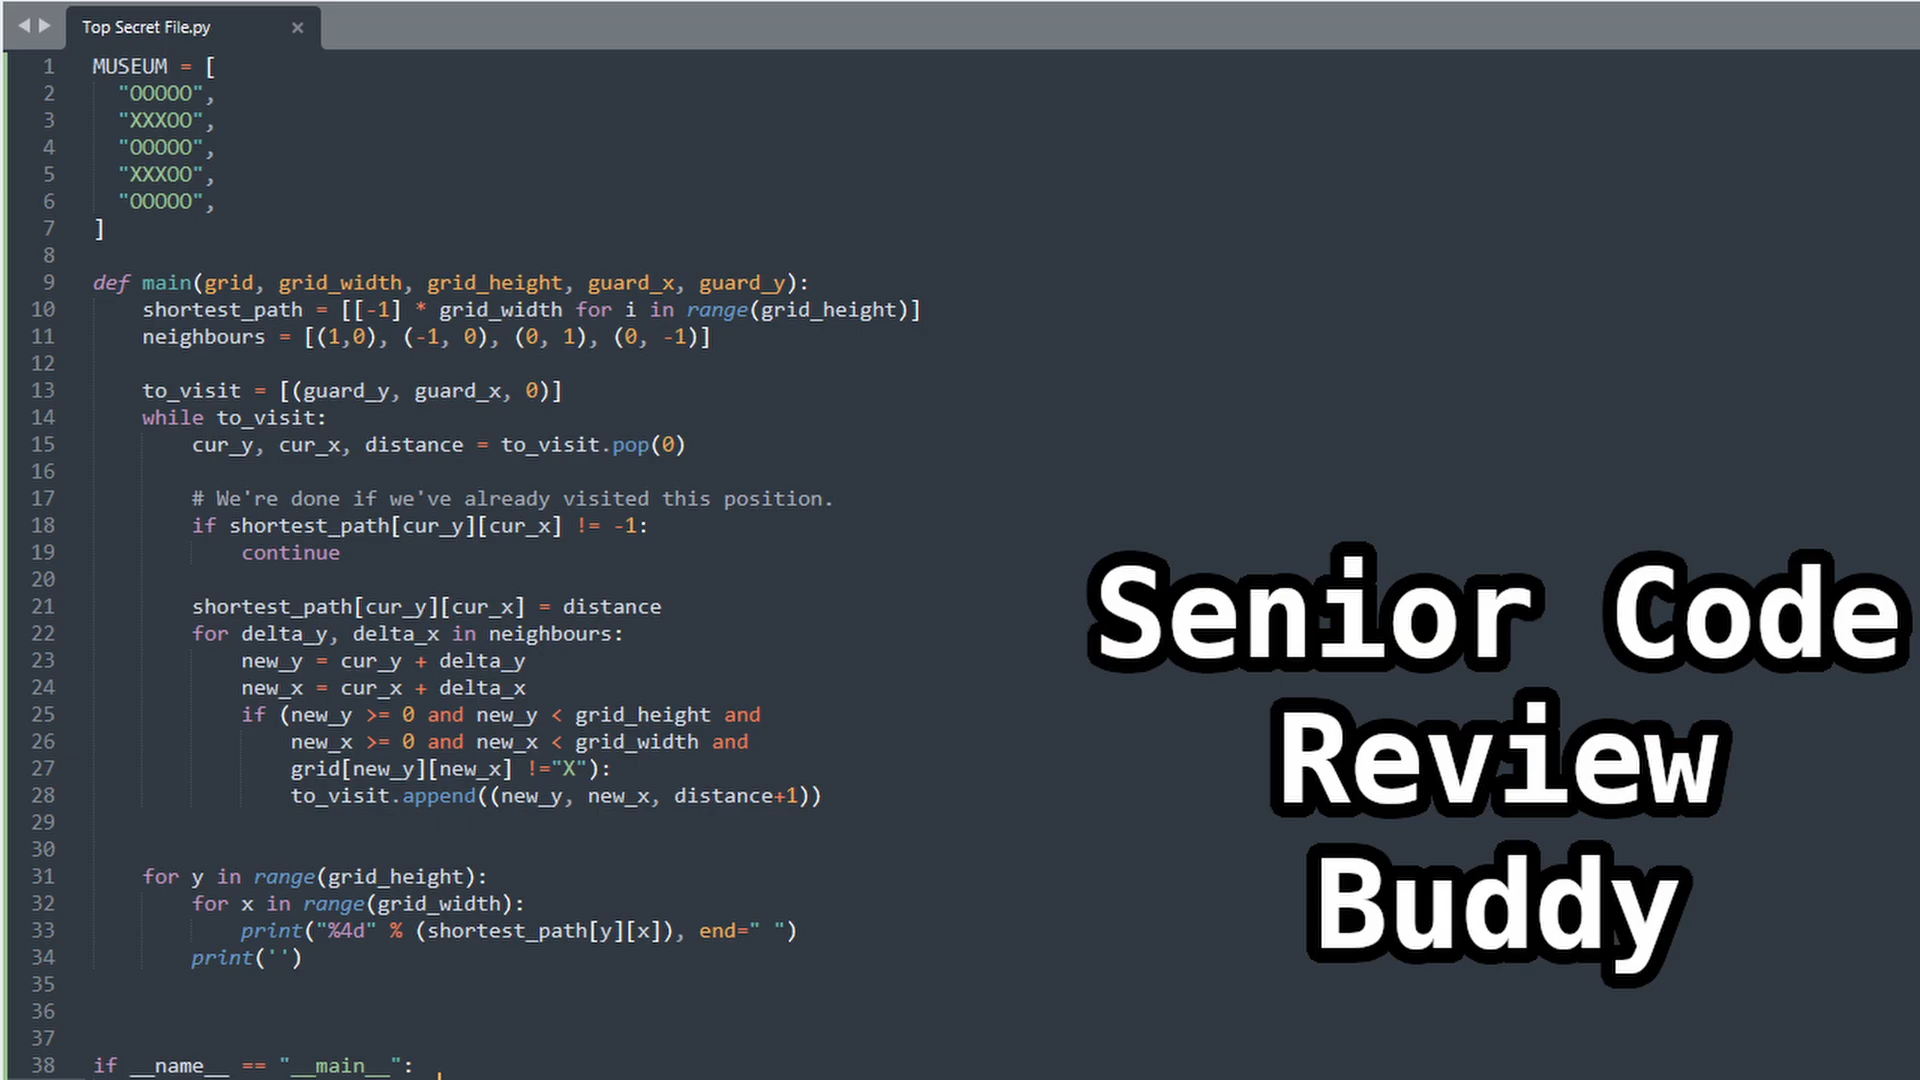 Top Secret File.py ×
1 MUSEUM = [
2 "OOOOO",
3 "XXXOO",
4 "OOOOO",
5 "XXXOO",
6 "OOOOO",
7 ]
8
9 def main(grid, grid_width, grid_height, guard_x, guard_y):
10 shortest_path = [[-1] * grid_width for i in range(grid_height)]
11 neighbours = [(1,0), (-1, 0), (0, 1), (0, -1)]
12
13 to_visit = [(guard_y, guard_x, 0)]
14 while to_visit:
15 cur_y, cur_x, distance = to_visit.pop(0)
16
17 # We're done if we've already visited this position.
18 if shortest_path[cur_y][cur_x] != -1:
19 continue
20
21 shortest_path[cur_y][cur_x] = distance
22 for delta_y, delta_x in neighbours:
23 new_y = cur_y + delta_y
24 new_x = cur_x + delta_x
25 if (new_y >= 0 and new_y < grid_height and
26 new_x >= 0 and new_x < grid_width and
27 grid[new_y][new_x] !="X"):
28 to_visit.append((new_y, new_x, distance+1))
29
30
31 for y in range(grid_height):
32 for x in range(grid_width):
33 print("%4d" % (shortest_path[y][x]), end=" ")
34 print('')
35
36
37
38 if __name__ == "__main__":
Senior Code
Review
Buddy